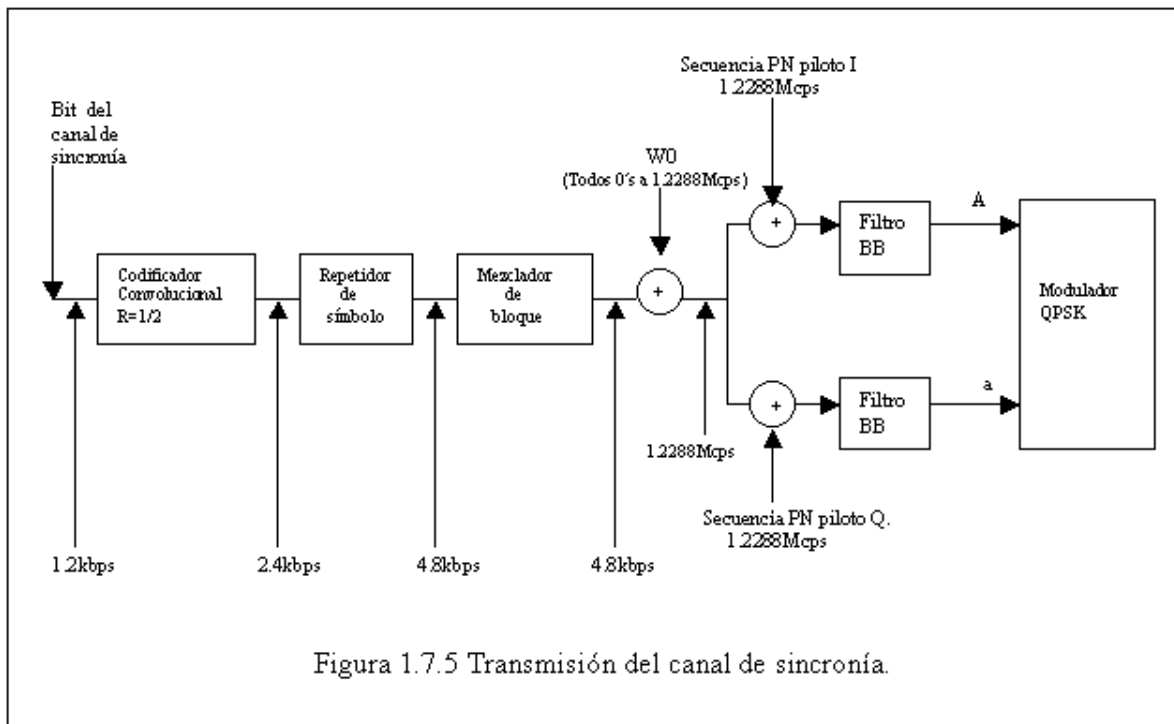 Secuencia PN piloto I
1.2288Mcps
Bit del
canal de
sincronía
W0
(Todos 0´s a 1.2288Mcps)
+
Filtro
BB
A
Codificador
Convolucional
R=1/2
Repetidor
de
símbolo
Mezclador
de
bloque
+
Modulador
QPSK
+
Filtro
BB
a
1.2288Mcps
Secuencia PN piloto Q.
1.2288Mcps
1.2kbps
2.4kbps
4.8kbps
4.8kbps
Figura 1.7.5 Transmisión del canal de sincronía.